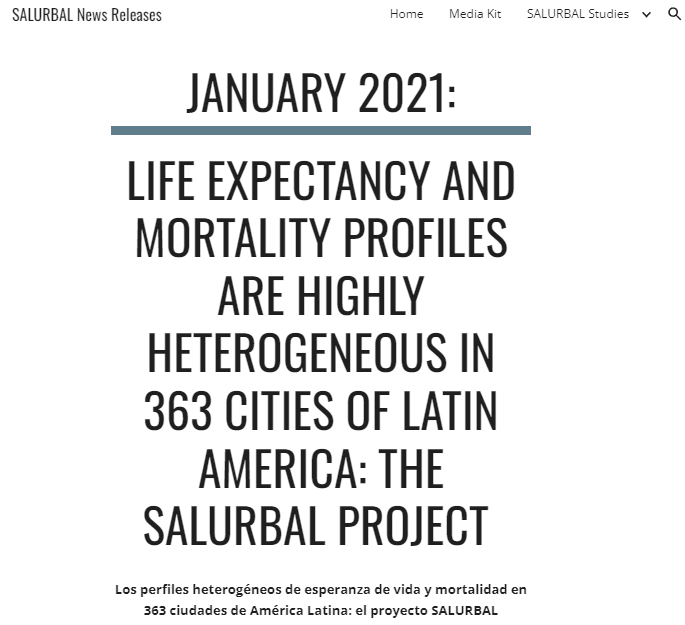 SALURBAL News Releases
Home Media Kit SALURBAL Studies
JANUARY 2021:
LIFE EXPECTANCY AND
MORTALITY PROFILES
ARE HIGHLY
HETEROGENEOUS IN
363 CITIES OF LATIN
AMERICA: THE
SALURBAL PROJECT
Los perfiles heterogéneos de esperanza de vida y mortalidad en
363 ciudades de América Latina: el proyecto SALURBAL